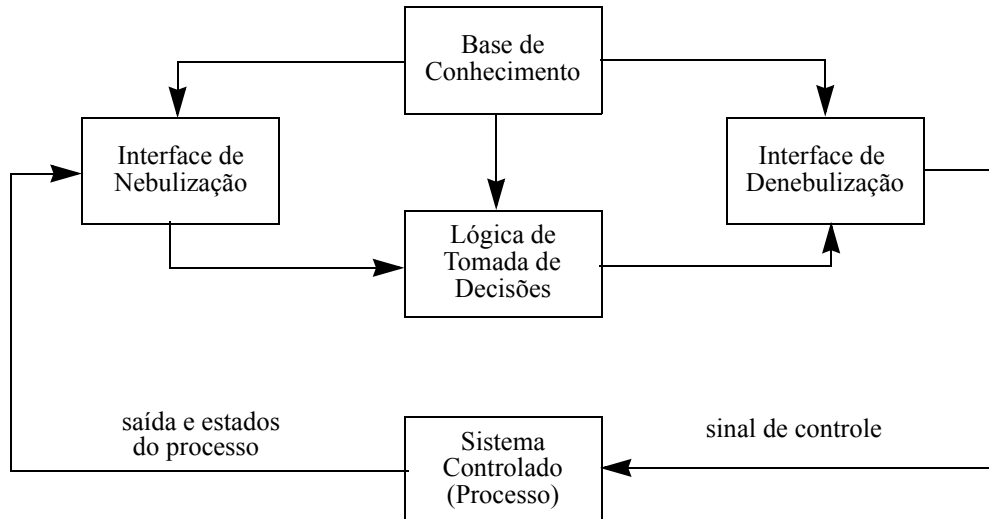 Base de
Conhecimento
Interface de
Nebulização
Interface de
Denebulização
Lógica de
Tomada de
Decisões
saída e estados
do processo
Sistema
Controlado
(Processo)
sinal de controle